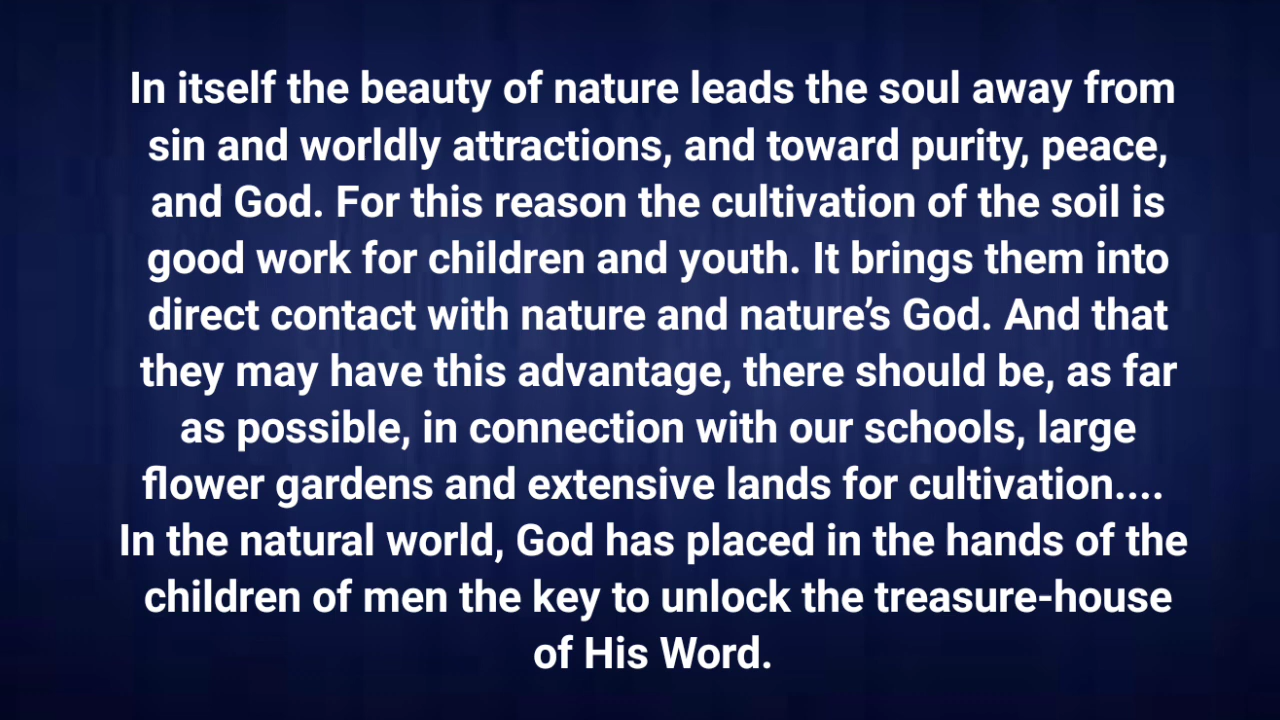 In itself the beauty of nature leads the soul away from
sin and worldly attractions, and toward purity, peace,
and God. For this reason the cultivation of the soil is
good work for children and youth. It brings them into
direct contact with nature and nature’s God. And that
they may have this advantage, there should be, as far
as possible, in connection with our schools, large
flower gardens and extensive lands for cultivation....
In the natural world, God has placed in the hands of the
children of men the key to unlock the treasure-house
of His Word.